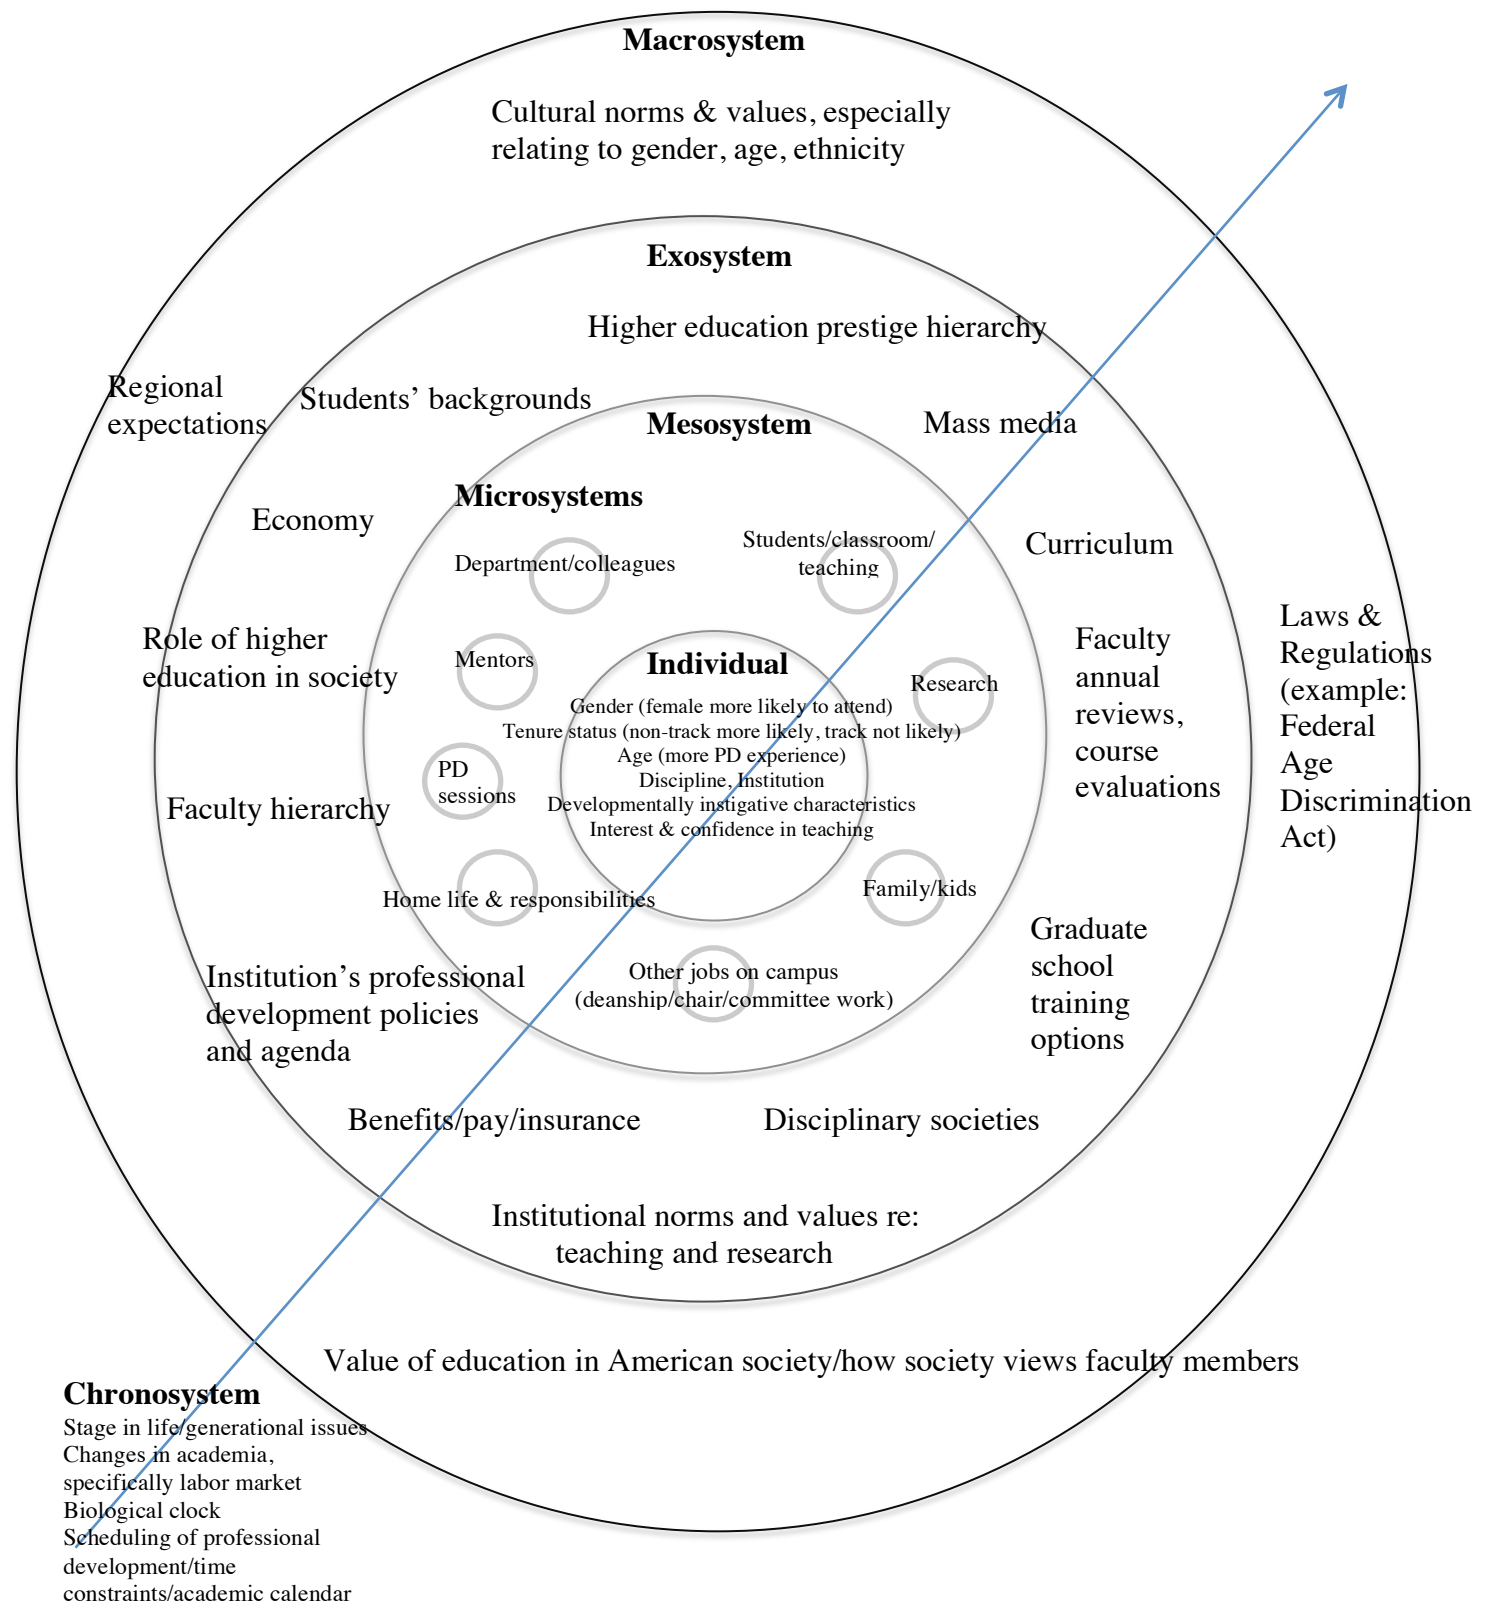 Macrosystem
Cultural norms & values, especially
relating to gender, age, ethnicity
Exosystem
Higher education prestige hierarchy
Regional
expectations
Students’ backgrounds
Mass media
Mesosystem
Microsystems
Economy
Curriculum
Department/colleagues
Students/classroom/
teaching
Role of higher
education in society
Mentors
Individual
Gender (female more likely to attend)
Tenure status (non-track more likely, track not likely)
Age (more PD experience)
Discipline, Institution
Developmentally instigative characteristics
Interest & confidence in teaching
Research
Faculty
annual
reviews,
course
evaluations
Laws &
Regulations
(example:
Federal
Age
Discrimination
Act)
PD
sessions
Faculty hierarchy
Home life & responsibilities
Family/kids
Institution’s professional
development policies
and agenda
Other jobs on campus
(deanship/chair/committee work)
Graduate
school
training
options
Benefits/pay/insurance
Disciplinary societies
Institutional norms and values re:
teaching and research
Value of education in American society/how society views faculty members
Chronosystem
Stage in life/generational issues
Changes in academia,
specifically labor market
Biological clock
Scheduling of professional
development/time
constraints/academic calendar